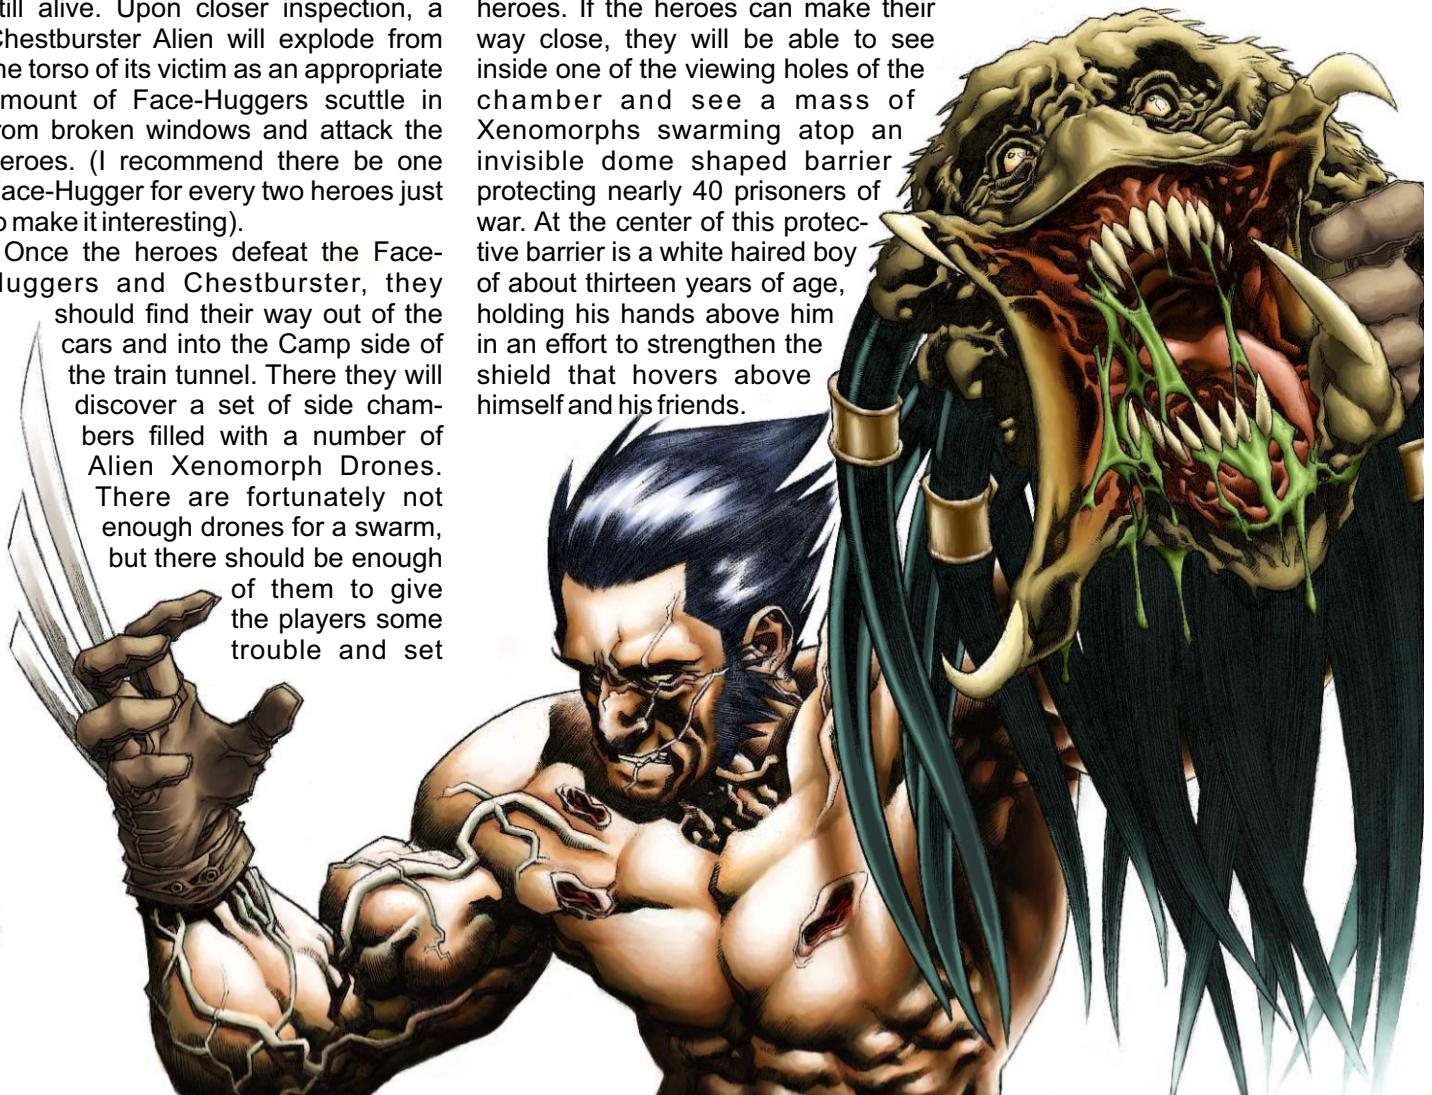 till alive. Upon closer inspection, a
Chestburster Alien will explode from
he torso of its victim as an appropriate
mount of Face-Huggers scuttle in
rom broken windows and attack the
eroes. (I recommend there be one
Face-Hugger for every two heroes just
o make it interesting).
Once the heroes defeat the Face-
Huggers and Chestburster, they
should find their way out of the
cars and into the Camp side of
the train tunnel. There they will
discover a set of side cham-
bers filled with a number of
Alien Xenomorph Drones.
There are fortunately not
enough drones for a swarm,
but there should be enough
of them to give
the players some
trouble and set
heroes. If the heroes can make their
way close, they will be able to see
inside one of the viewing holes of the
chamber and see a mass of
Xenomorphs swarming atop an
invisible dome shaped barrier
protecting nearly 40 prisoners of
war. At the center of this protec-
tive barrier is a white haired boy
of about thirteen years of age,
holding his hands above him
in an effort to strengthen the
shield that hovers above
himself and his friends.